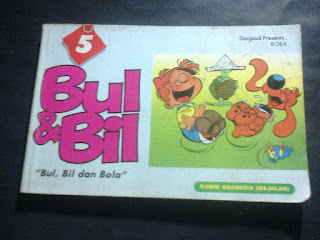 5
Dargaud Presents :
ROBA
Bul
& Bil
"Bul, Bil dan Bola"
KOMIK GRAMEDIA (MAJALAH)